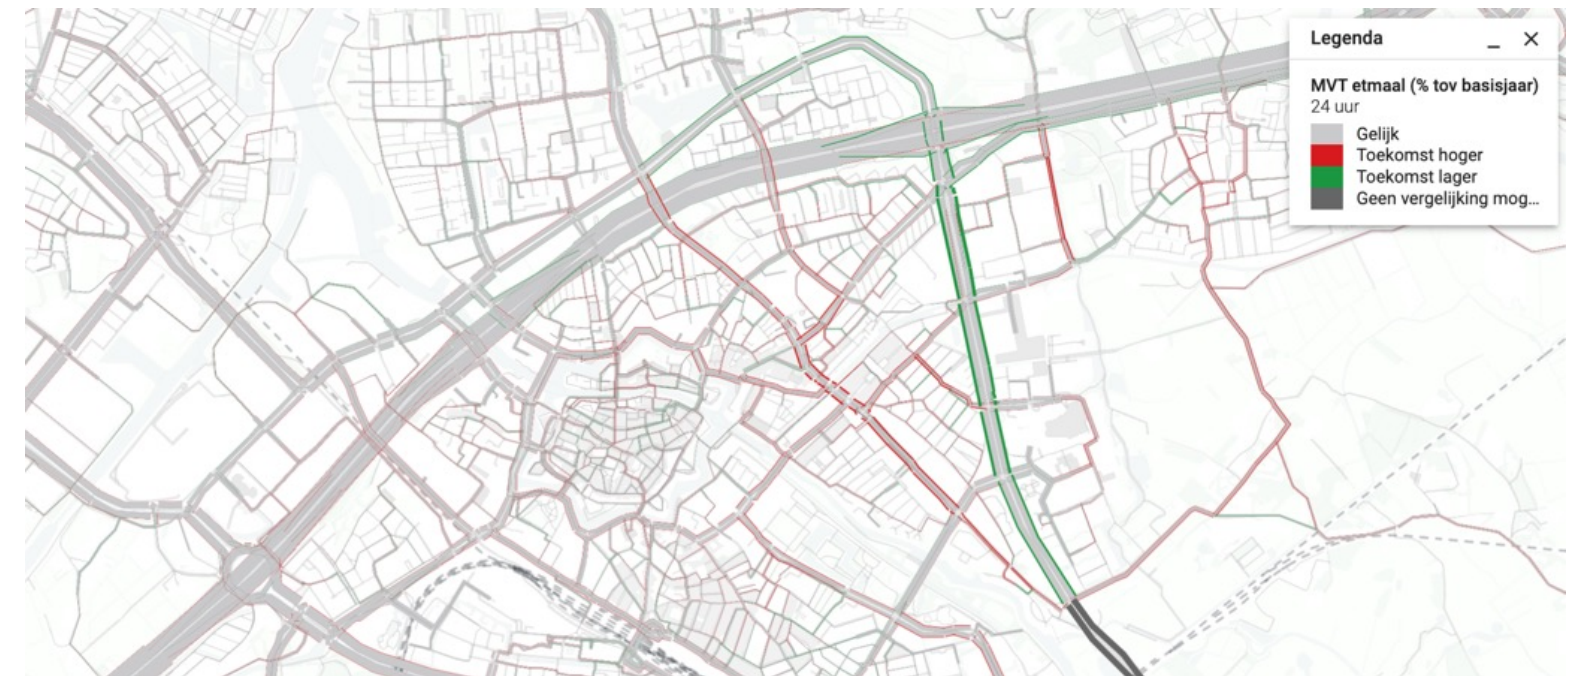 Legenda
MVT etmaal (% tov basisjaar)
24 uur
Gelijk
Toekomst hoger
Toekomst lager
Geen vergelijking mog...